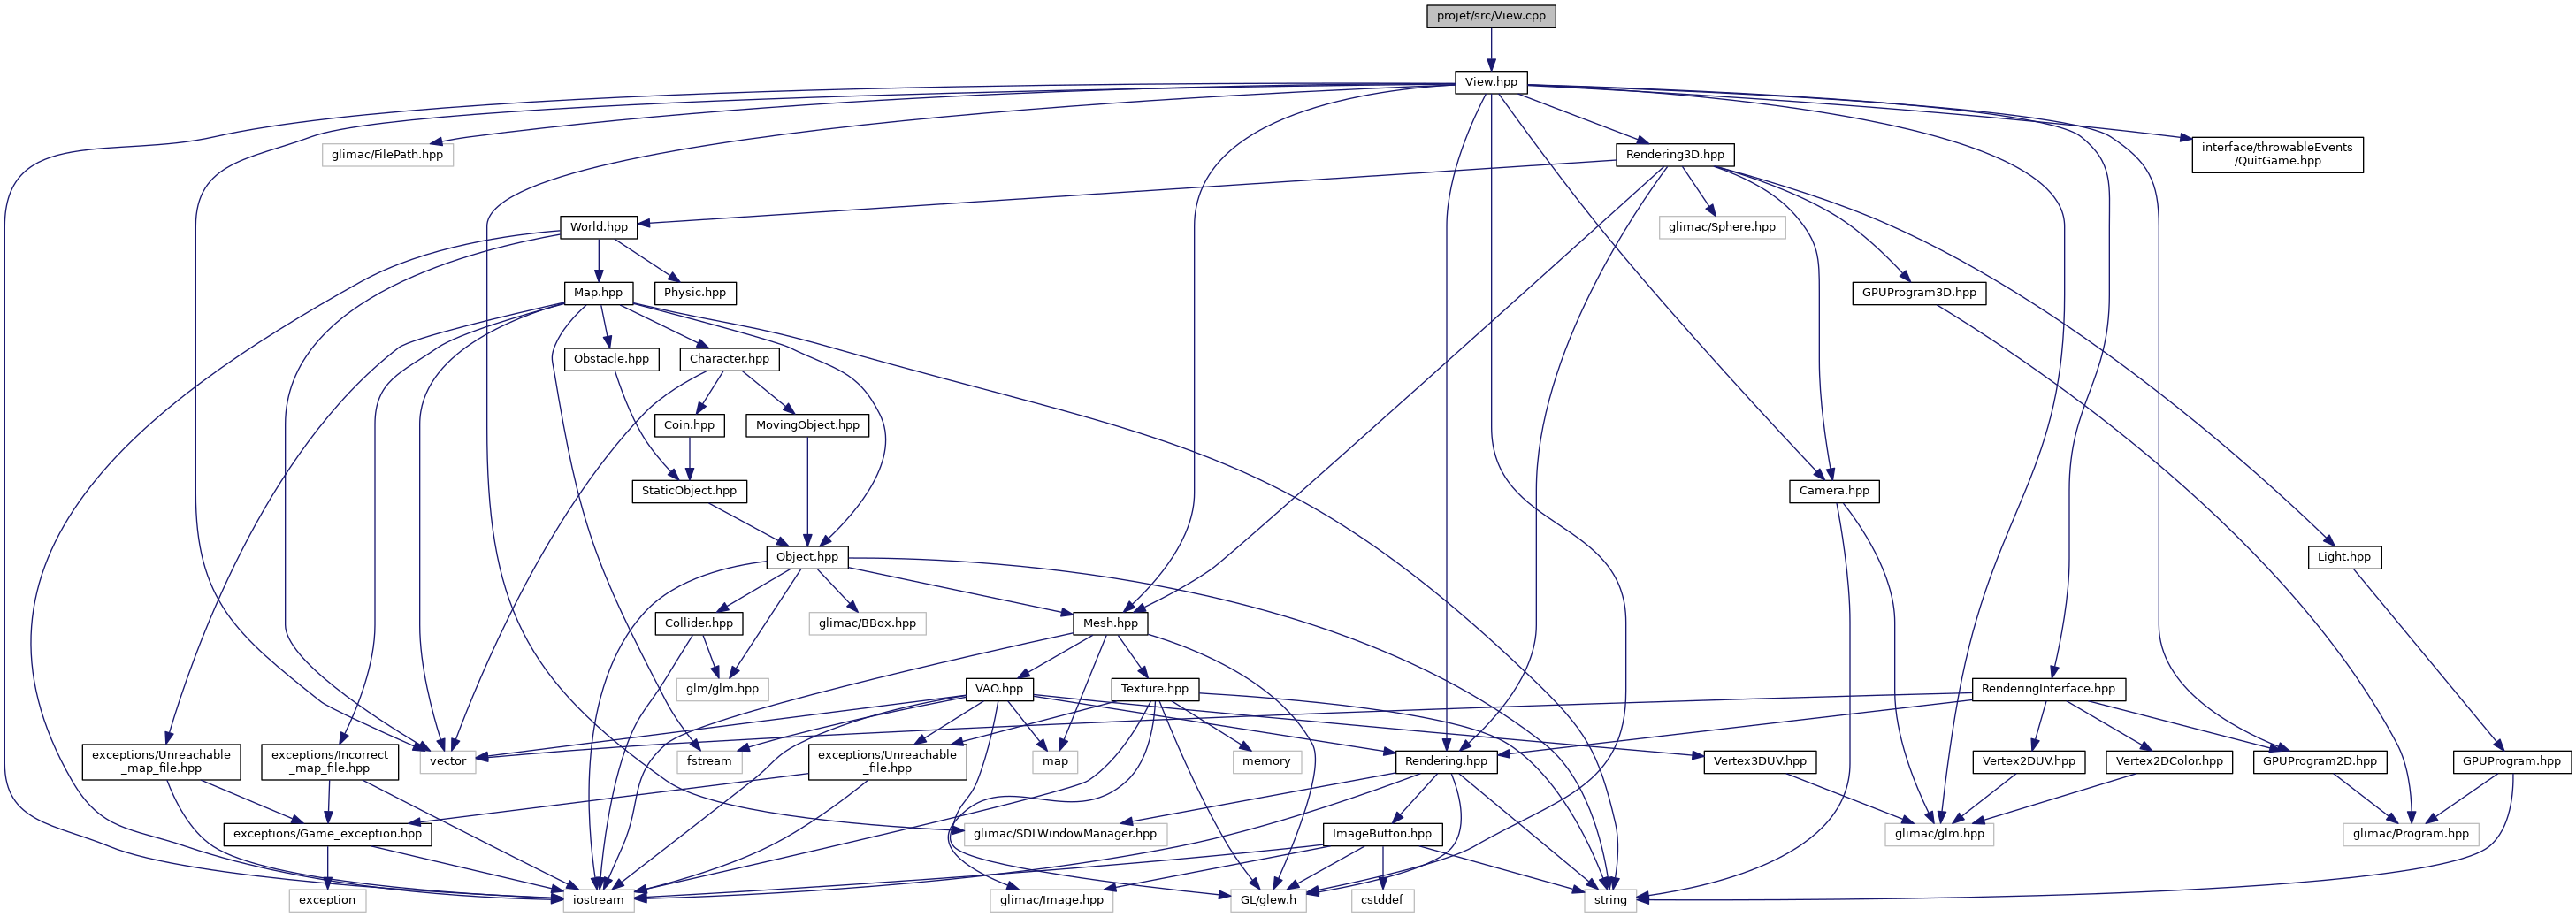 projet/src/View.cpp
View.hpp
glimac/FilePath.hpp
Rendering3D.hpp
interface/throwableEvents
/QuitGame.hpp
World.hpp
glimac/Sphere.hpp
Map.hpp
Physic.hpp
GPUProgram3D.hpp
Obstacle.hpp
Character.hpp
Coin.hpp
MovingObject.hpp
StaticObject.hpp
Camera.hpp
Object.hpp
Light.hpp
Collider.hpp
glimac/BBox.hpp
Mesh.hpp
glm/glm.hpp
VAO.hpp
Texture.hpp
RenderingInterface.hpp
exceptions/Unreachable
_map_file.hpp
exceptions/Incorrect
_map_file.hpp
vector
fstream
exceptions/Unreachable
_file.hpp
map
memory
Rendering.hpp
Vertex3DUV.hpp
Vertex2DUV.hpp
Vertex2DColor.hpp
GPUProgram2D.hpp
GPUProgram.hpp
exceptions/Game_exception.hpp
glimac/SDLWindowManager.hpp
ImageButton.hpp
glimac/glm.hpp
glimac/Program.hpp
exception
iostream
glimac/Image.hpp
GL/glew.h
cstddef
string